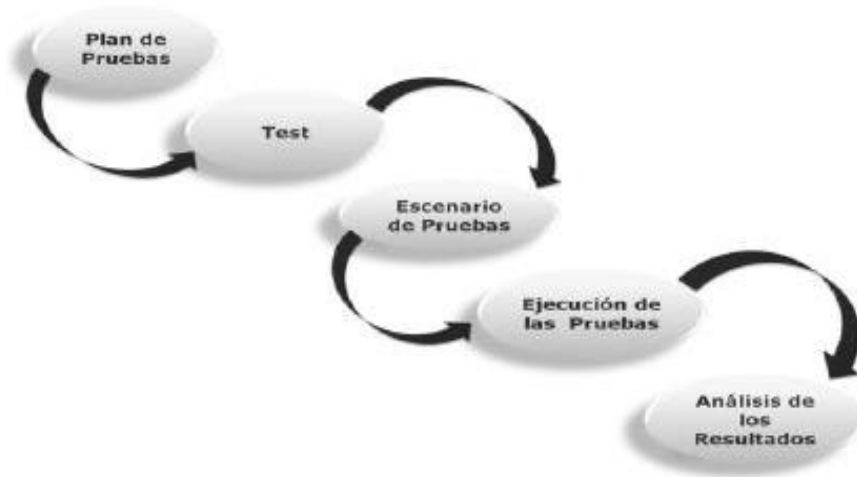 Plan de
Pruebas
Test
Escenario
de Pruebas
Ejecución de
las Pruebas
Análisis de
los
Resultados